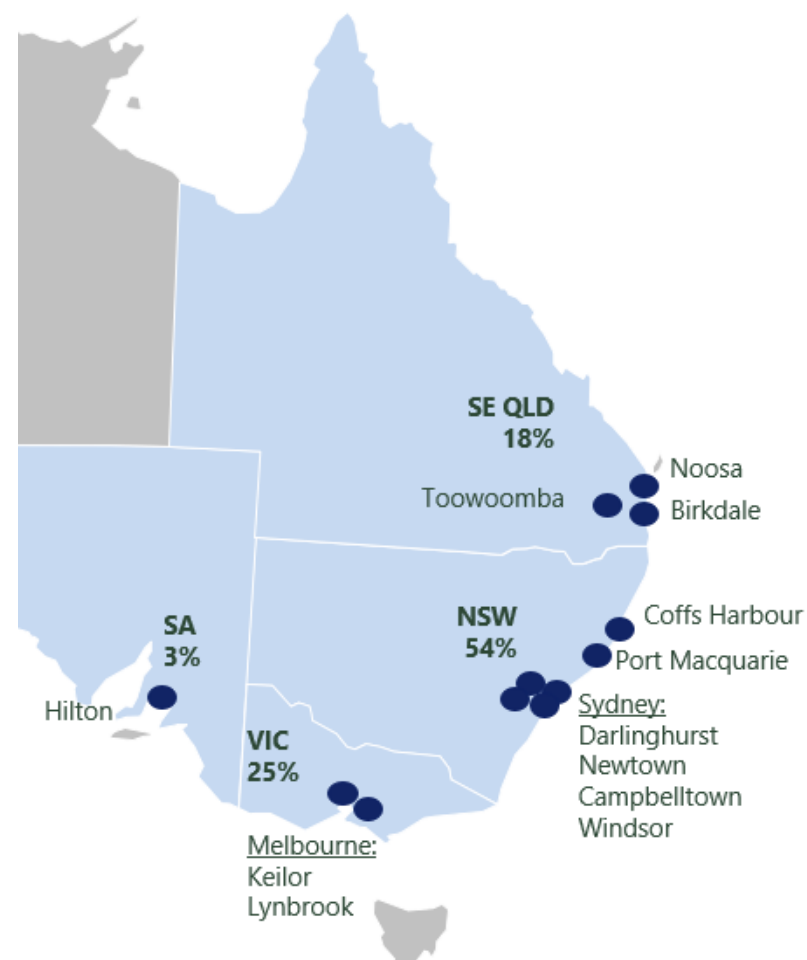 SE QLD
18%
Noosa
Toowoomba
Birkdale
NSW
54%
Coffs Harbour
Port Macquarie
SA
3%
Hilton
Sydney:
Darlinghurst
Newtown
Campbelltown
Windsor
VIC
25%
Melbourne:
Keilor
Lynbrook